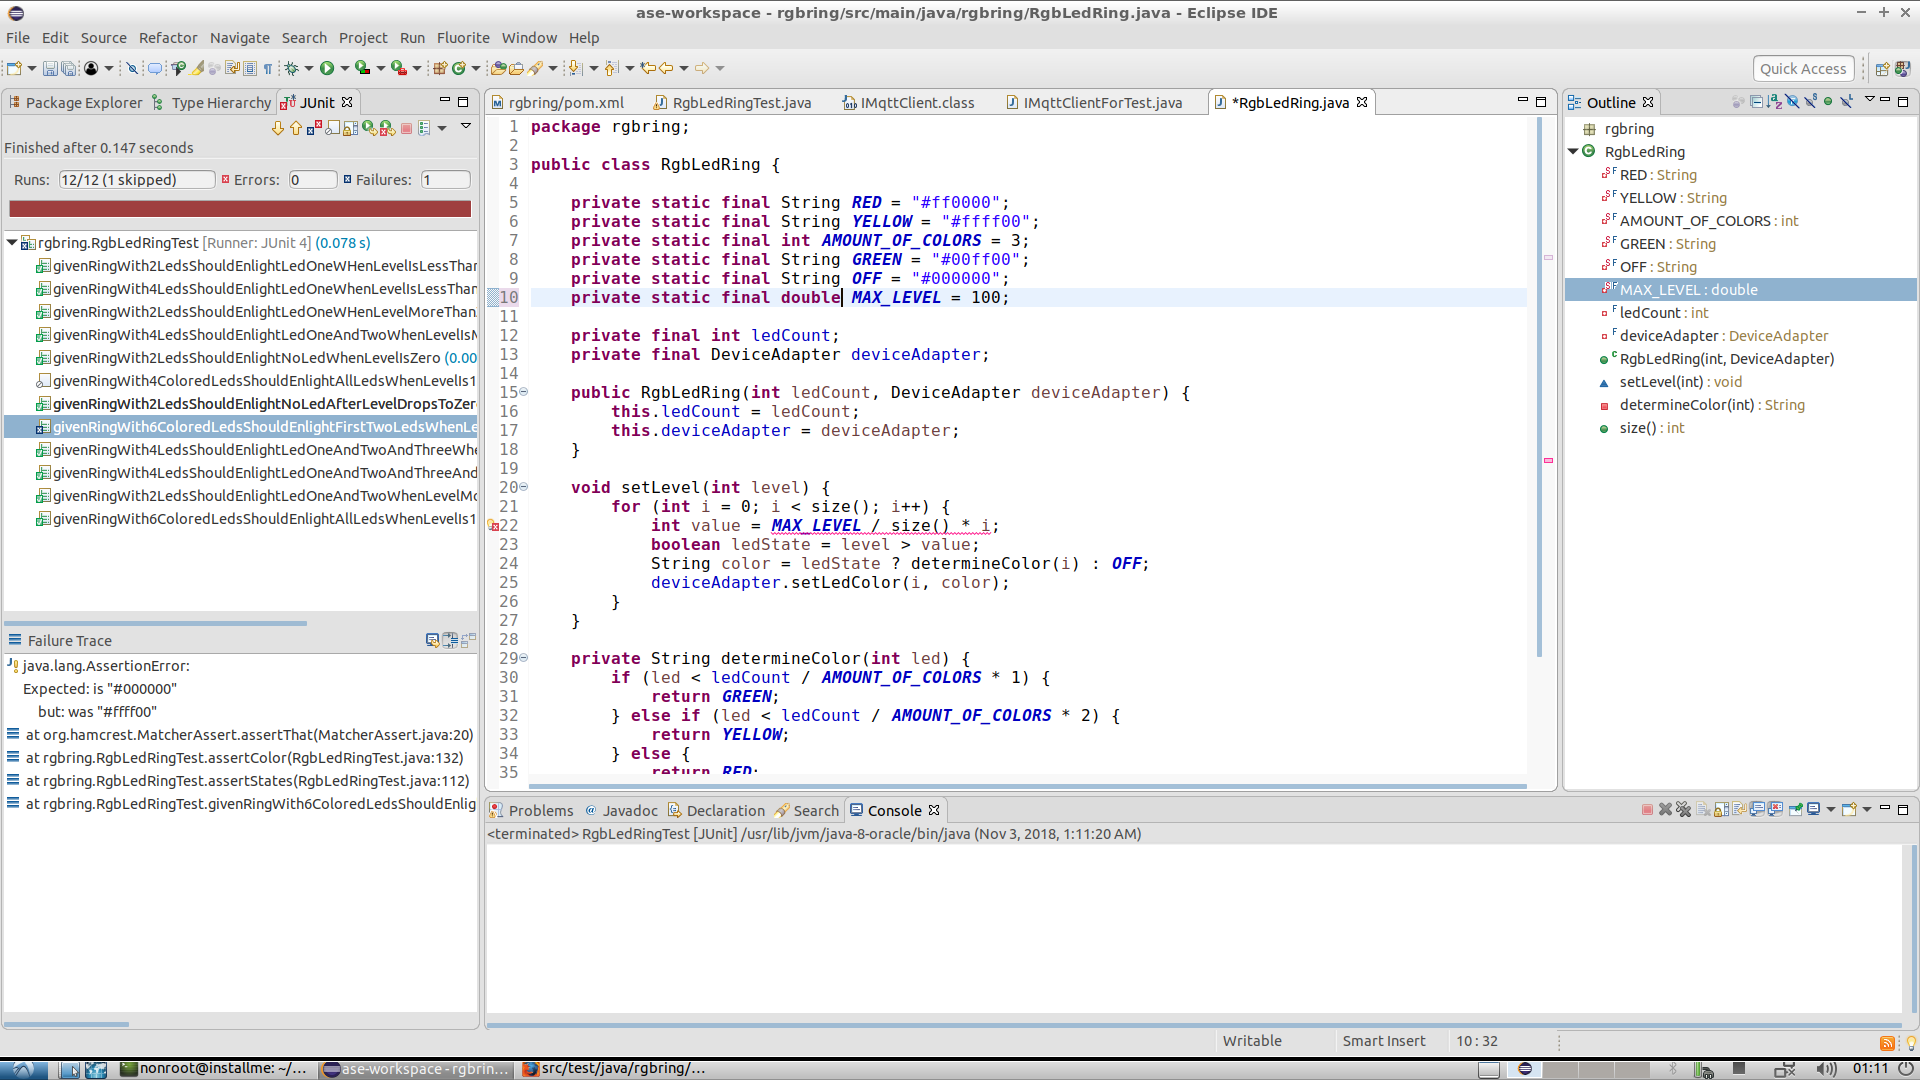 ase-workspace - rgbring/src/main/java/rgbring/RgbLedRing.java - Eclipse IDE
File Edit Source Refactor Navigate Search Project Run Fluorite Window Help
Quick Access
Package Explorer Type Hierarchy JUnit
Finished after 0.147 seconds
Runs: 12/12 (1 skipped) Errors: 0 Failures: 1
rgbring.RgbLedRingTest [Runner: JUnit 4] (0.078 s)
givenRingWith2LedsShouldEnlightLedOneWHenLevelIsLessThan
givenRingWith4LedsShouldEnlightLedOneWhenLevelIsLessThan
givenRingWith2LedsShouldEnlightLedOneWHenLevelMoreThan
givenRingWith4LedsShouldEnlightLedOneAndTwoWhenLevelIsM
givenRingWith2LedsShouldEnlightNoLedWhenLevelIsZero (0.00
givenRingWith4ColoredLedsShouldEnlightAllLedsWhenLevelIs1
givenRingWith2LedsShouldEnlightNoLedAfterLevelDropsToZer
givenRingWith6ColoredLedsShouldEnlightFirstTwoLedsWhenLe
givenRingWith4LedsShouldEnlightLedOneAndTwoAndThreeWhe
givenRingWith4LedsShouldEnlightLedOneAndTwoAndThreeAnd
givenRingWith2LedsShouldEnlightLedOneAndTwoWhenLevelMo
givenRingWith6ColoredLedsShouldEnlightAllLedsWhenLevelIs1
Failure Trace
java.lang.AssertionError:
Expected: is "#000000"
but: was "#ffff00"
at org.hamcrest.MatcherAssert.assertThat(MatcherAssert.java:20)
at rgbring.RgbLedRingTest.assertColor(RgbLedRingTest.java:132)
at rgbring.RgbLedRingTest.assertStates(RgbLedRingTest.java:112)
at rgbring.RgbLedRingTest.givenRingWith6ColoredLedsShouldEnlig
rgbring/pom.xml RgbLedRingTest.java IMqttClient.class IMqttClientForTest.java *RgbLedRing.java
1 package rgbring;
2
3 public class RgbLedRing {
4
5 private static final String RED = "#ff0000";
6 private static final String YELLOW = "#ffff00";
7 private static final int AMOUNT_OF_COLORS = 3;
8 private static final String GREEN = "#00ff00";
9 private static final String OFF = "#000000";
10 private static final double MAX_LEVEL = 100;
11
12 private final int ledCount;
13 private final DeviceAdapter deviceAdapter;
14
15 public RgbLedRing(int ledCount, DeviceAdapter deviceAdapter) {
16 this.ledCount = ledCount;
17 this.deviceAdapter = deviceAdapter;
18 }
19
20 void setLevel(int level) {
21 for (int i = 0; i < size(); i++) {
22 int value = MAX_LEVEL / size() * i;
23 boolean ledState = level > value;
24 String color = ledState ? determineColor(i) : OFF;
25 deviceAdapter.setLedColor(i, color);
26 }
27 }
28
29 private String determineColor(int led) {
30 if (led < ledCount / AMOUNT_OF_COLORS * 1) {
31 return GREEN;
32 } else if (led < ledCount / AMOUNT_OF_COLORS * 2) {
33 return YELLOW;
34 } else {
35 return RED;
Outline
rgbring
RgbLedRing
RED : String
YELLOW : String
AMOUNT_OF_COLORS : int
GREEN : String
OFF : String
MAX_LEVEL : double
ledCount : int
deviceAdapter : DeviceAdapter
RgbLedRing(int, DeviceAdapter)
setLevel(int) : void
determineColor(int) : String
size() : int
Problems Javadoc Declaration Search Console
<terminated> RgbLedRingTest [JUnit] /usr/lib/jvm/java-8-oracle/bin/java (Nov 3, 2018, 1:11:20 AM)
Writable Smart Insert 10 : 32
nonroot@installme: ~/... ase-workspace - rgbrin... src/test/java/rgbring/... 01:11